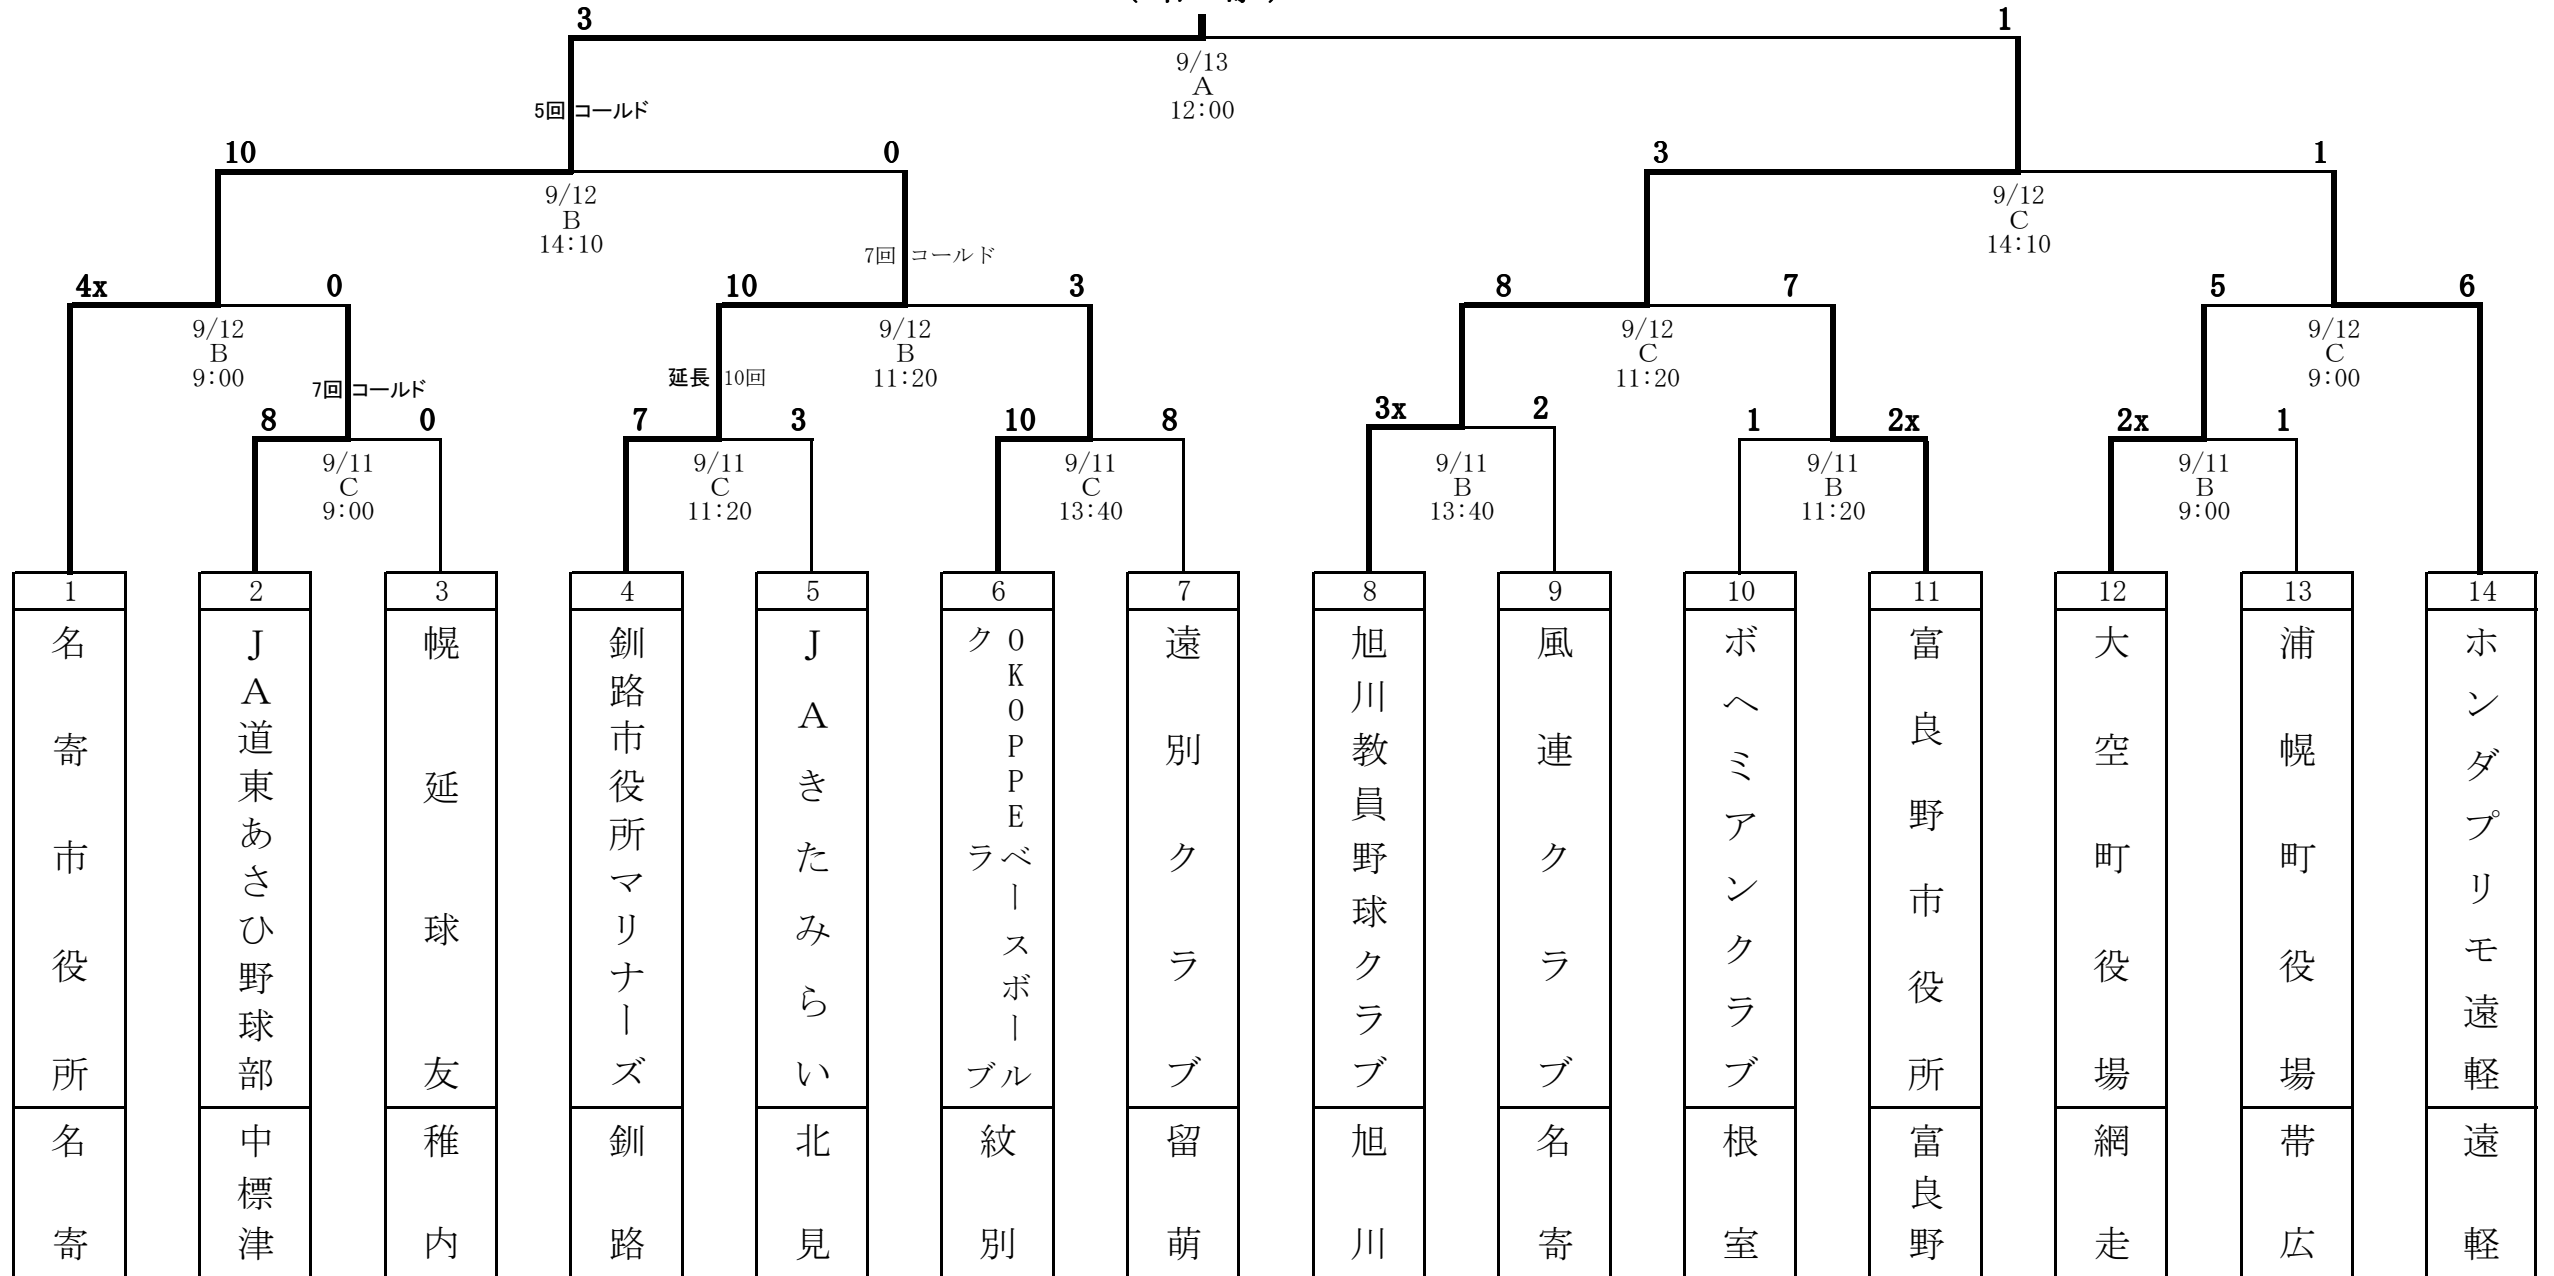 3 1
9/13
A
12:00
5回 コールド
10 0 3 1
9/12 9/12
B C
14:10 14:10
7回 コールド
4x 0 10 3 8 7 5 6
9/12 9/12 9/12 9/12
B B C C
9:00 11:20 11:20 9:00
7回 コールド 延長 10回
8 0 7 3 10 8 3x 2 1 2x 2x 1
9/11 9/11 9/11 9/11 9/11 9/11
C C C B B B
9:00 11:20 13:40 13:40 11:20 9:00
1 2 3 4 5 6 7 8 9 10 11 12 13 14
名寄市役所
JA道東あさひ野球部
幌延球友
釧路市役所マリナーズ
JAきたみらい
OKOPPEベースボール
クラブ
遠別クラブ
旭川教員野球クラブ
風連クラブ
ボヘミアンクラブ
富良野市役所
大空町役場
浦幌町役場
ホンダプリモ遠軽
名寄
中標津
稚内
釧路
北見
紋別
留萌
旭川
名寄
根室
富良野
網走
帯広
遠軽